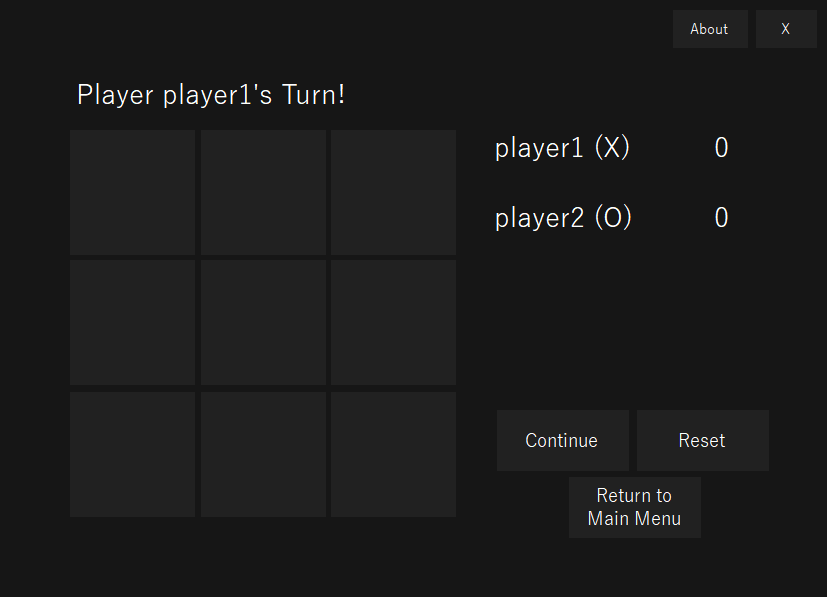 About
X
Player player1's Turn!
player1 (X)
0
player2 (O)
0
Continue
Reset
Return to
Main Menu